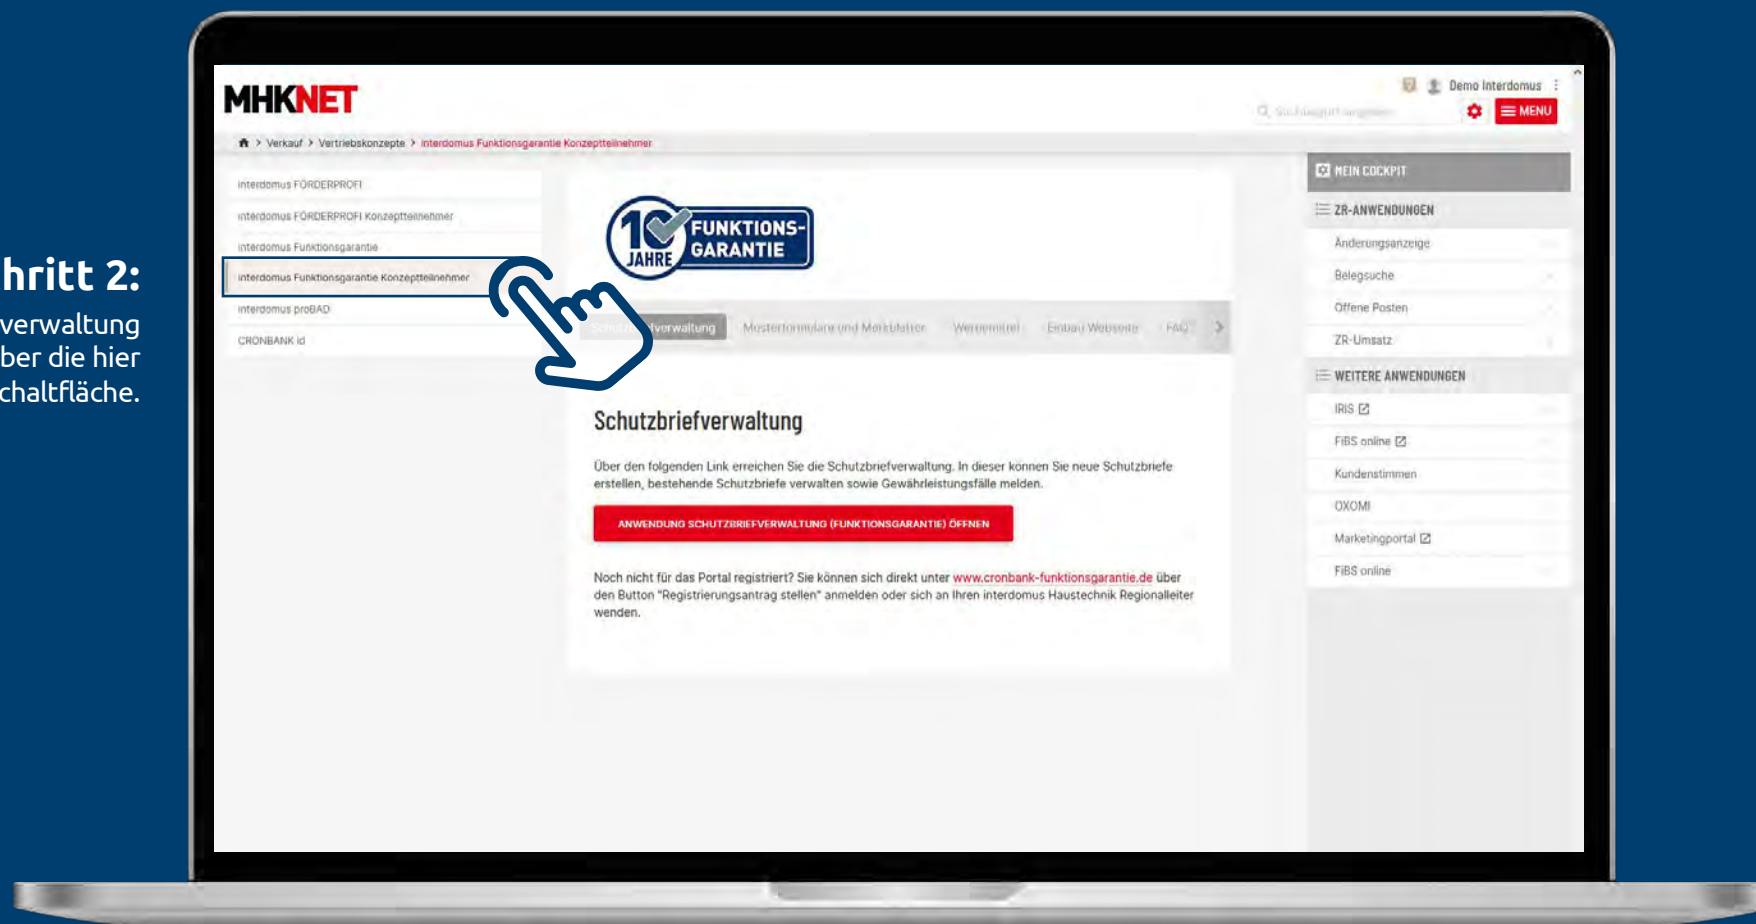 hritt 2:
verwaltung
ber die hier
chaltfläche.
MHKNET
Demo Interdomus
MENU
> Verkauf > Vertriebskonzepte > interdomus Funktionsgarantie Konzeptteilnehmer
interdomus FÖRDERPROFI
interdomus FÖRDERPROFI Konzeptteilnehmer
interdomus Funktionsgarantie
interdomus Funktionsgarantie Konzeptteilnehmer
interdomus proBAD
CRONBANK id
10
JAHRE
FUNKTIONS-
GARANTIE
verwaltung Musterformulare und Merkblätter Werbemittel Einbau Webseite FAQ >
Schutzbriefverwaltung
Über den folgenden Link erreichen Sie die Schutzbriefverwaltung. In dieser können Sie neue Schutzbriefe
erstellen, bestehende Schutzbriefe verwalten sowie Gewährleistungsfälle melden.
ANWENDUNG SCHUTZBRIEFVERWALTUNG (FUNKTIONSGARANTIE) ÖFFNEN
Noch nicht für das Portal registriert? Sie können sich direkt unter www.cronbank-funktionsgarantie.de über
den Button "Registrierungsantrag stellen" anmelden oder sich an Ihren interdomus Haustechnik Regionalleiter
wenden.
MEIN COCKPIT
ZR-ANWENDUNGEN
Änderungsanzeige
Belegsuche
Offene Posten
ZR-Umsatz
WEITERE ANWENDUNGEN
IRIS
FiBS online
Kundenstimmen
OXOMI
Marketingportal
FiBS online